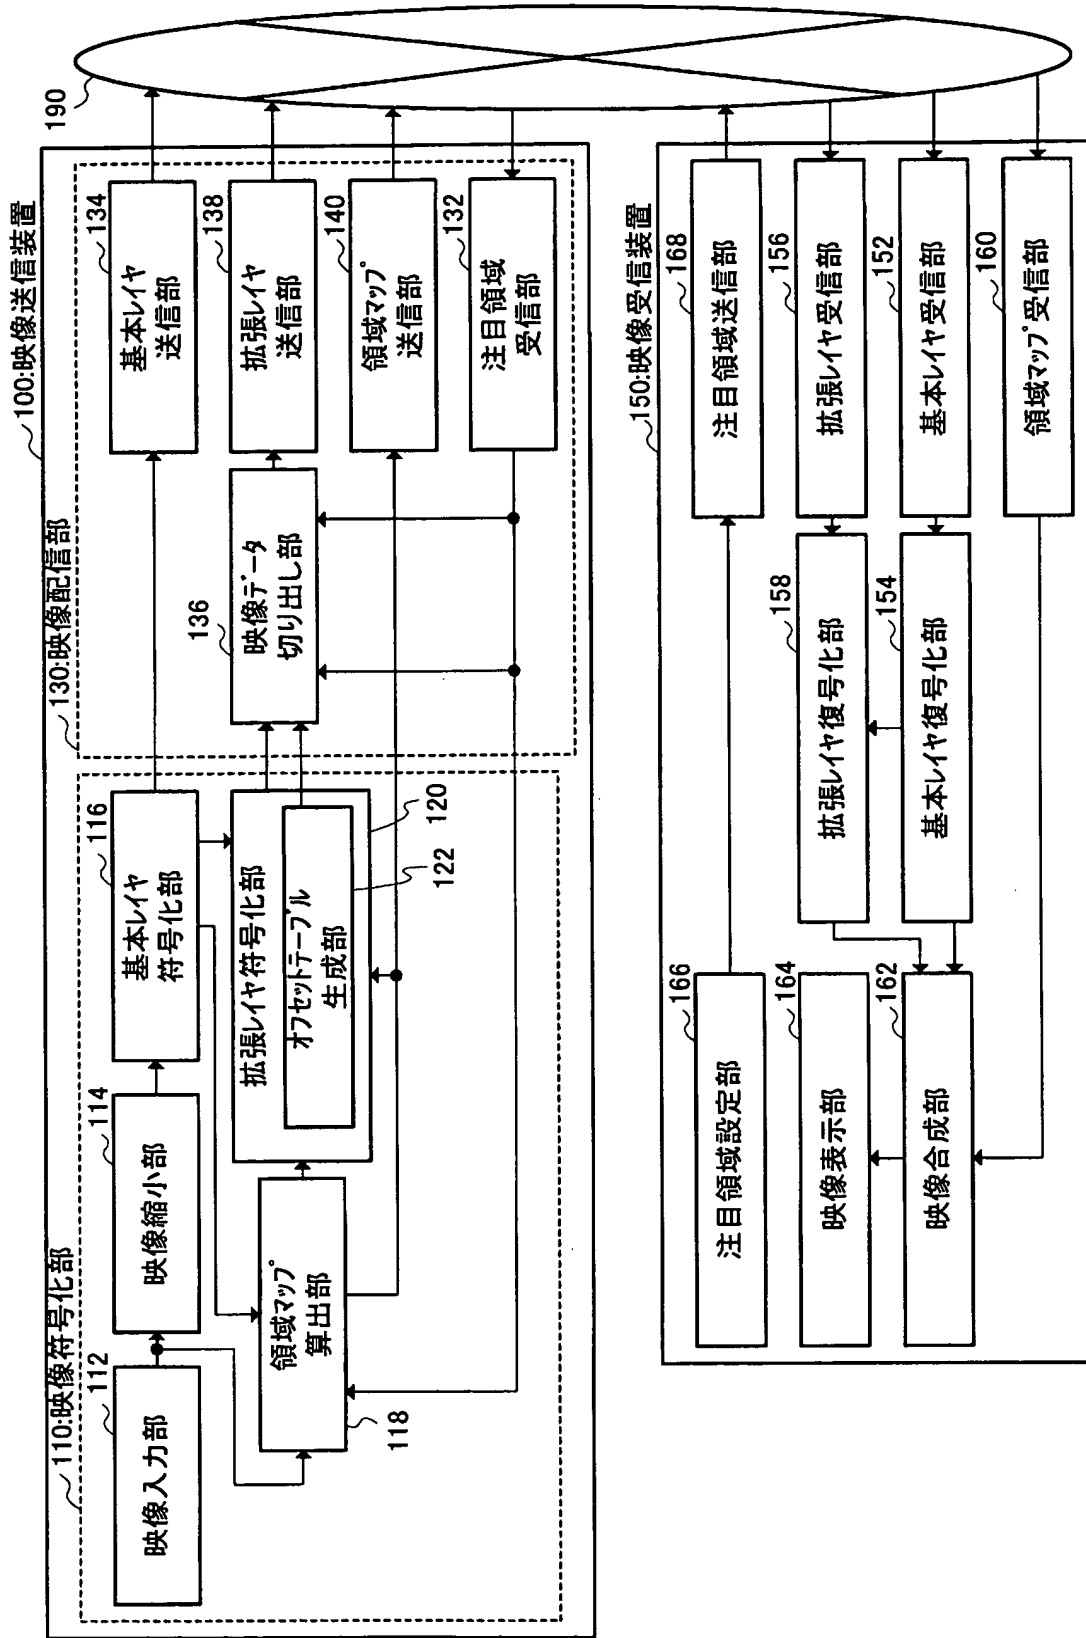 100:映像送信装置
110:映像符号化部
112
映像入力部
114
映像縮小部
116
基本レイヤ
符号化部
118
領域マップ
算出部
拡張レイヤ符号化部
120
オフセットテーブル
生成部
122
130:映像配信部
134
基本レイヤ
送信部
136
映像データ
切り出し部
138
拡張レイヤ
送信部
140
領域マップ
送信部
132
注目領域
受信部
190
150:映像受信装置
166
注目領域設定部
168
注目領域送信部
164
映像表示部
158
拡張レイヤ復号化部
156
拡張レイヤ受信部
162
映像合成部
154
基本レイヤ復号化部
152
基本レイヤ受信部
160
領域マップ受信部